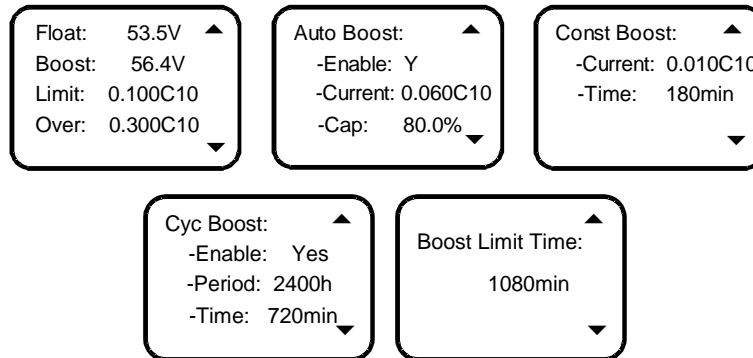 Float: 53.5V
Boost: 56.4V
Limit: 0.100C10
Over: 0.300C10
Auto Boost:
-Enable: Y
-Current: 0.060C10
-Cap: 80.0%
Const Boost:
-Current: 0.010C10
-Time: 180min
Cyc Boost:
-Enable: Yes
-Period: 2400h
-Time: 720min
Boost Limit Time:
1080min